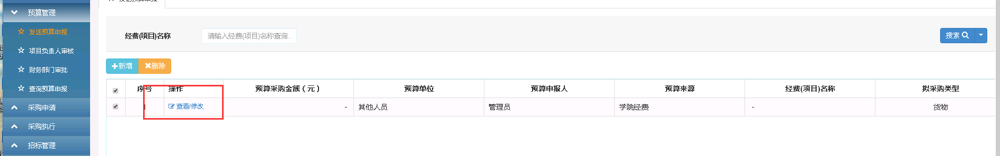 发送预算申报
预算管理
发送预算申报
项目负责人审核
财务部门审批
查询预算申报
采购申请
采购执行
招标管理
经费(项目)名称
请输入经费(项目)名称查询..
搜索
新增
删除
序号 操作 预算采购金额（元） 预算单位 预算申报人 预算来源 经费(项目)名称 拟采购类型
1 查看/修改 - 其他人员 管理员 学院经费 - 货物